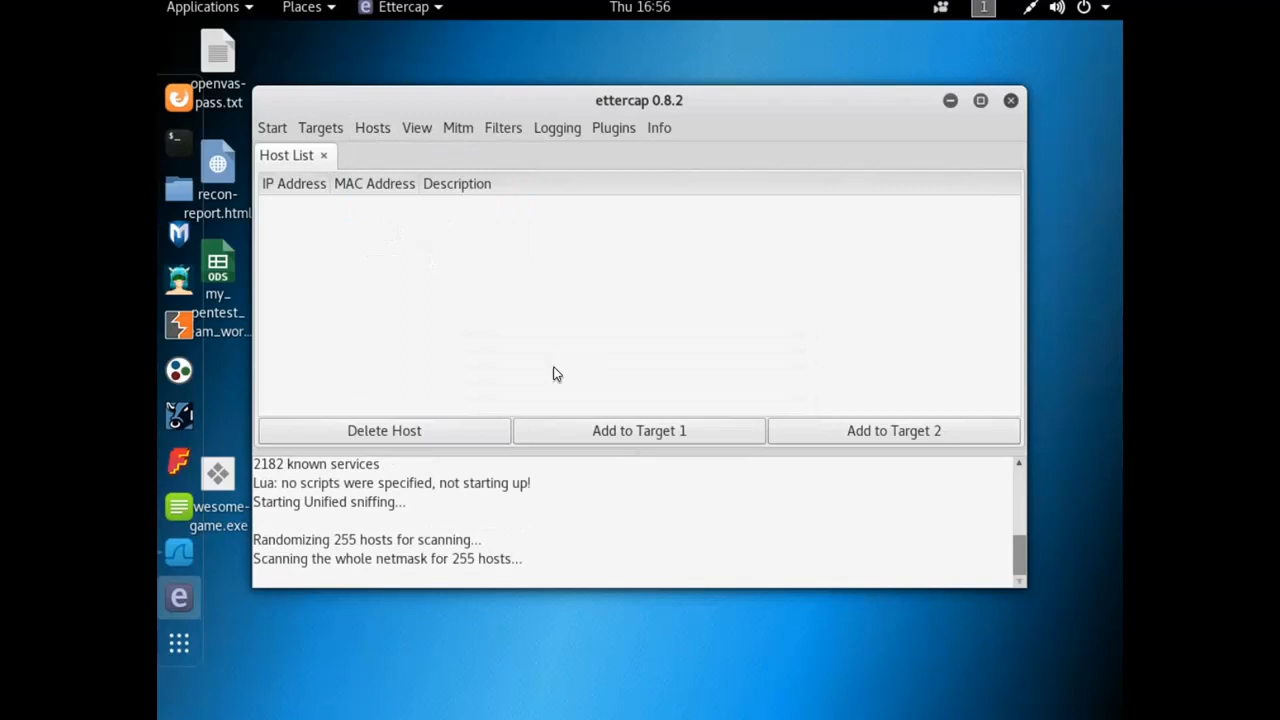 Applications Places Ettercap Thu 16:56 1
openvas-
pass.txt
recon-
report.html
ODS
my_
pentest_
eam_wor...
wesome-
game.exe
$_
e
ettercap 0.8.2
Start Targets Hosts View Mitm Filters Logging Plugins Info
Host List ×
IP Address MAC Address Description
Delete Host Add to Target 1 Add to Target 2
2182 known services
Lua: no scripts were specified, not starting up!
Starting Unified sniffing...
Randomizing 255 hosts for scanning...
Scanning the whole netmask for 255 hosts...